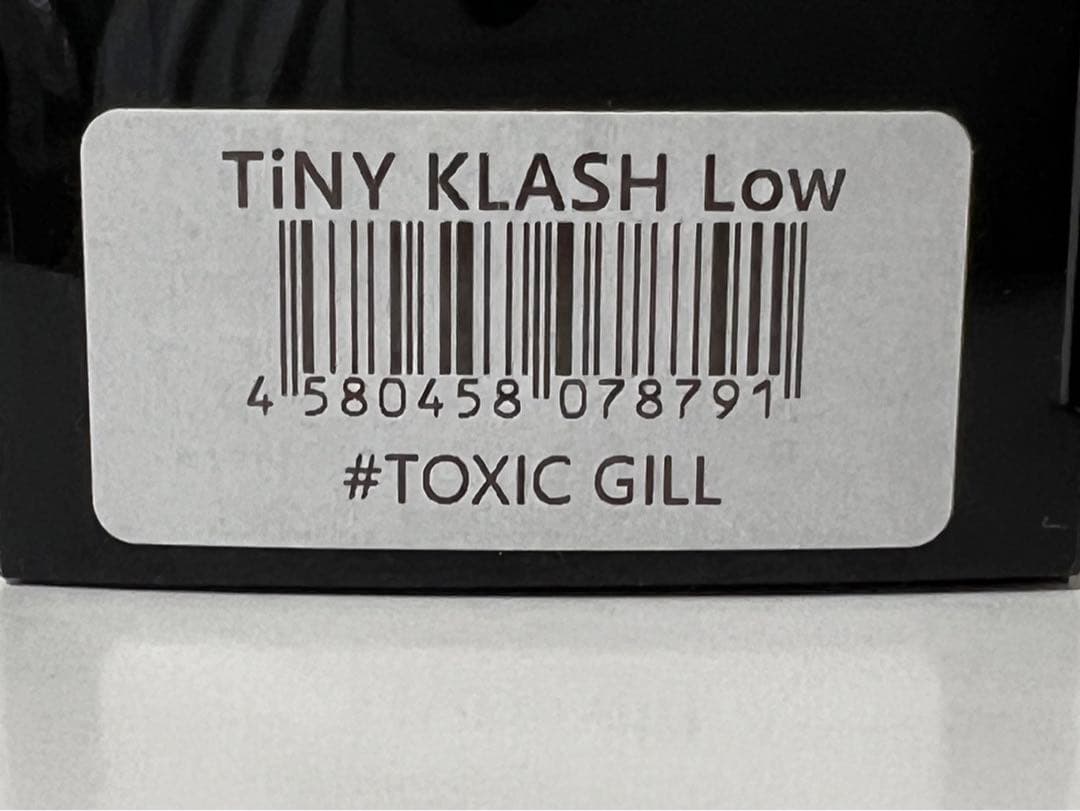 TiNY KLASH Low
4 580458 078791
#TOXIC GILL